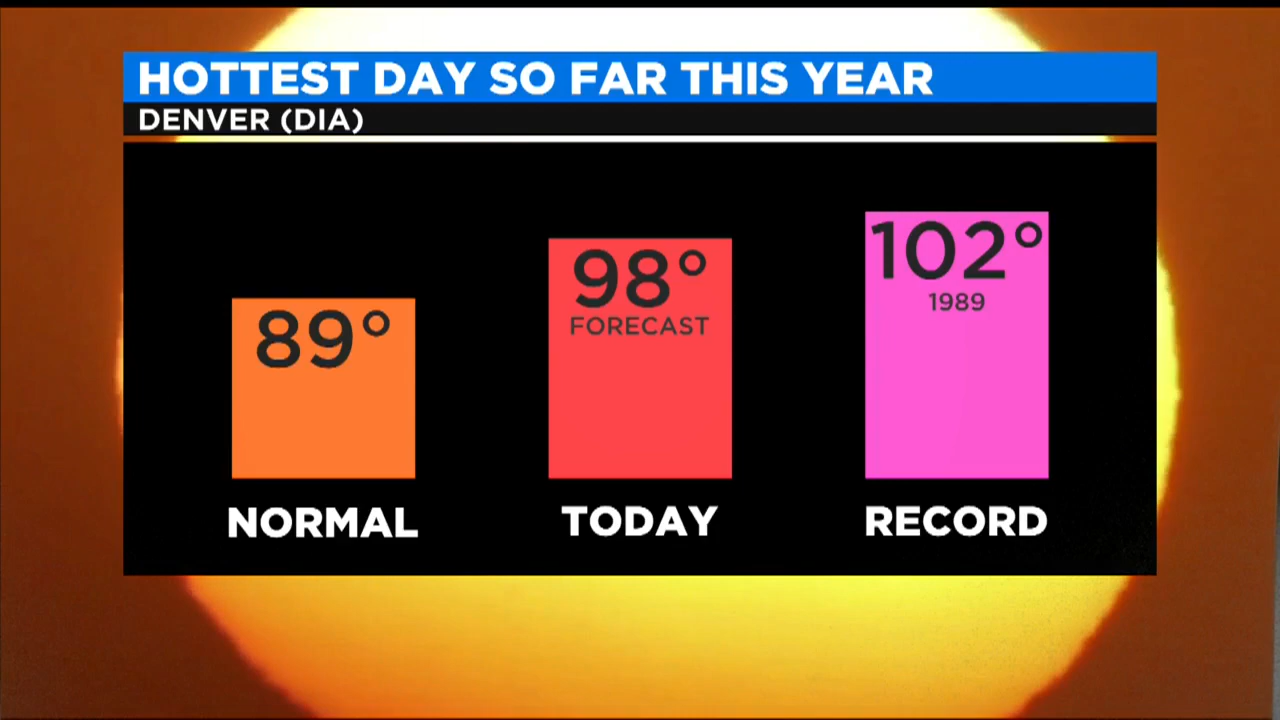 HOTTEST DAY SO FAR THIS YEAR
DENVER (DIA)
89°
98°
FORECAST
102°
1989
NORMAL
TODAY
RECORD